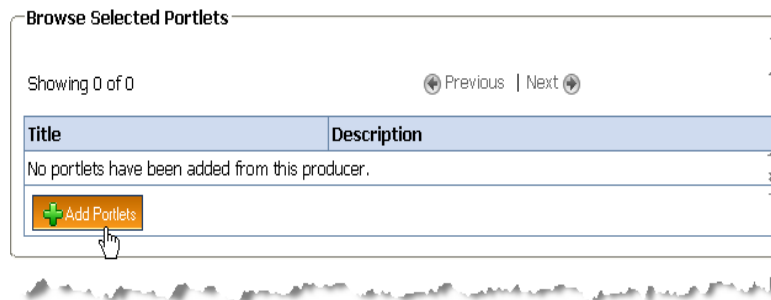 Browse Selected Portlets
Showing 0 of 0 Previous | Next
Title Description
No portlets have been added from this producer.
Add Portlets